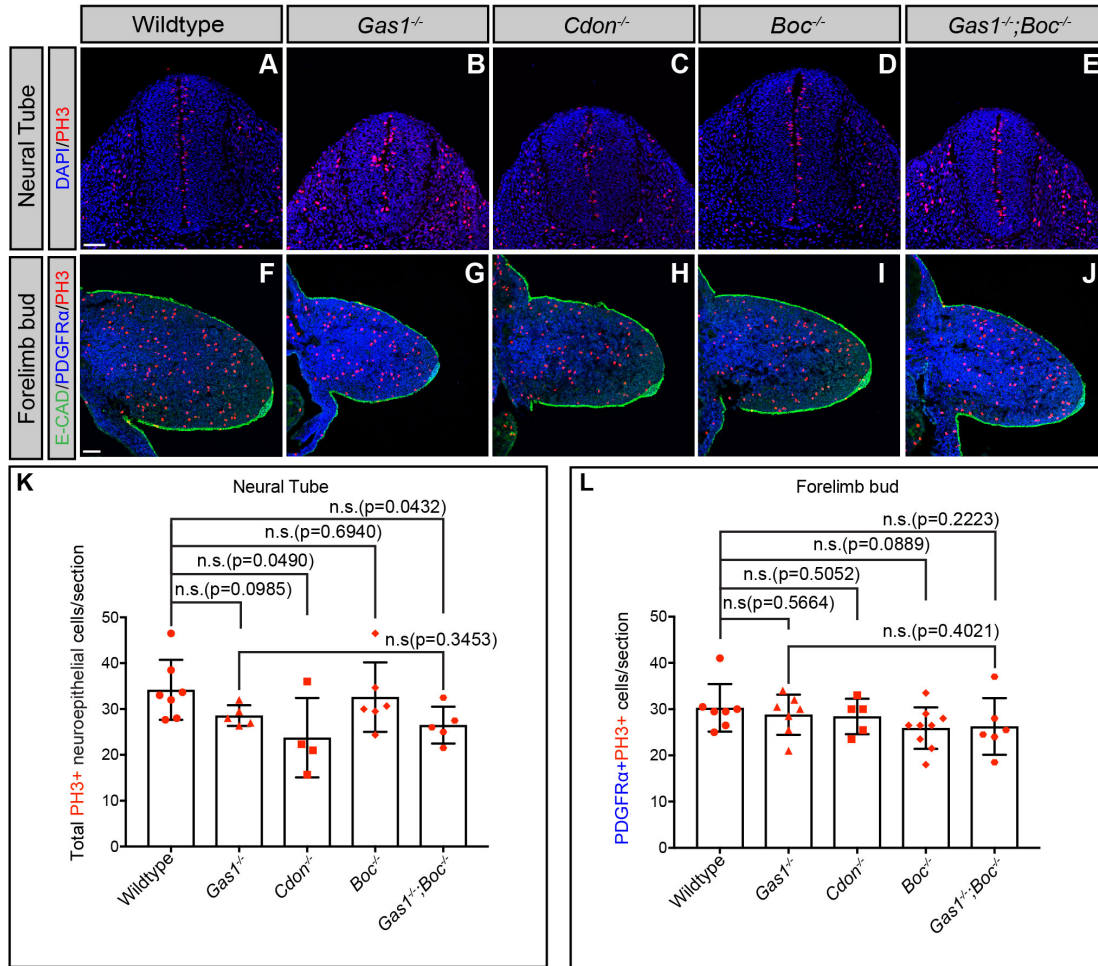 Wildtype
Gas1-/-
Cdon-/-
Boc-/-
Gas1-/-;Boc-/-
Neural Tube
DAPI/PH3
A
B
C
D
E
Forelimb bud
E-CAD/PDGFRα/PH3
F
G
H
I
J
K
Neural Tube
n.s.(p=0.0432)
n.s.(p=0.6940)
n.s.(p=0.0490)
n.s.(p=0.0985)
n.s(p=0.3453)
Total PH3+ neuroepithelial cells/section
50
40
30
20
10
0
Wildtype
Gas1-/-
Cdon-/-
Boc-/-
Gas1-/-;Boc-/-
L
Forelimb bud
n.s.(p=0.2223)
n.s.(p=0.0889)
n.s.(p=0.5052)
n.s(p=0.5664)
n.s.(p=0.4021)
PDGFRα+PH3+ cells/section
50
40
30
20
10
0
Wildtype
Gas1-/-
Cdon-/-
Boc-/-
Gas1-/-;Boc-/-